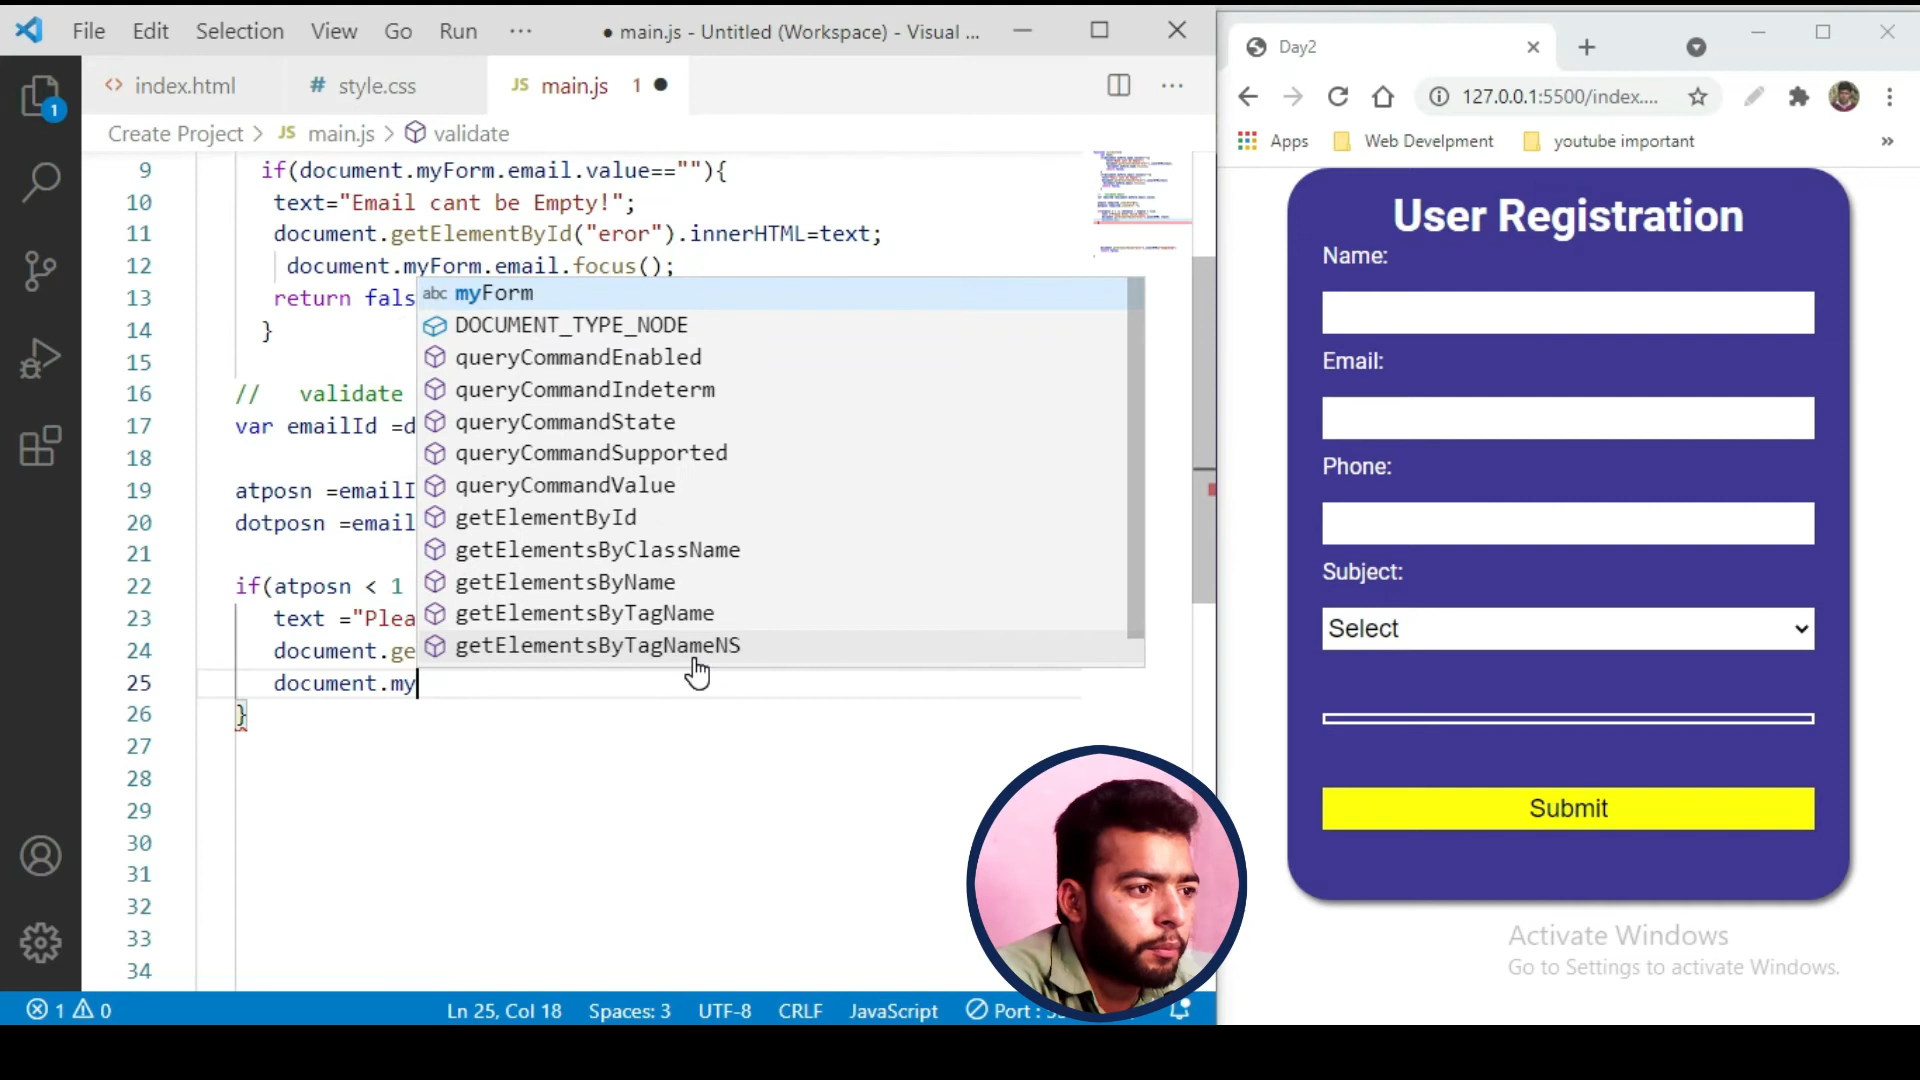 File Edit Selection View Go Run ··· ● main.js - Untitled (Workspace) - Visual ...
<> index.html # style.css JS main.js 1 ●
Create Project > JS main.js > validate
9 if(document.myForm.email.value==""){
10 text="Email cant be Empty!";
11 document.getElementById("eror").innerHTML=text;
12 document.myForm.email.focus();
13 return fals
14 }
15
16 // validate
17 var emailId =d
18
19 atposn =emailI
20 dotposn =email
21
22 if(atposn < 1
23 text ="Plea
24 document.ge
25 document.my
26 }
27
28
29
30
31
32
33
34
abc myForm
DOCUMENT_TYPE_NODE
queryCommandEnabled
queryCommandIndeterm
queryCommandState
queryCommandSupported
queryCommandValue
getElementById
getElementsByClassName
getElementsByName
getElementsByTagName
getElementsByTagNameNS
1
1 0 Ln 25, Col 18 Spaces: 3 UTF-8 CRLF JavaScript Port :
Day2
127.0.0.1:5500/index....
Apps Web Develpment youtube important »
User Registration
Name:
Email:
Phone:
Subject:
Select
Submit
Activate Windows
Go to Settings to activate Windows.